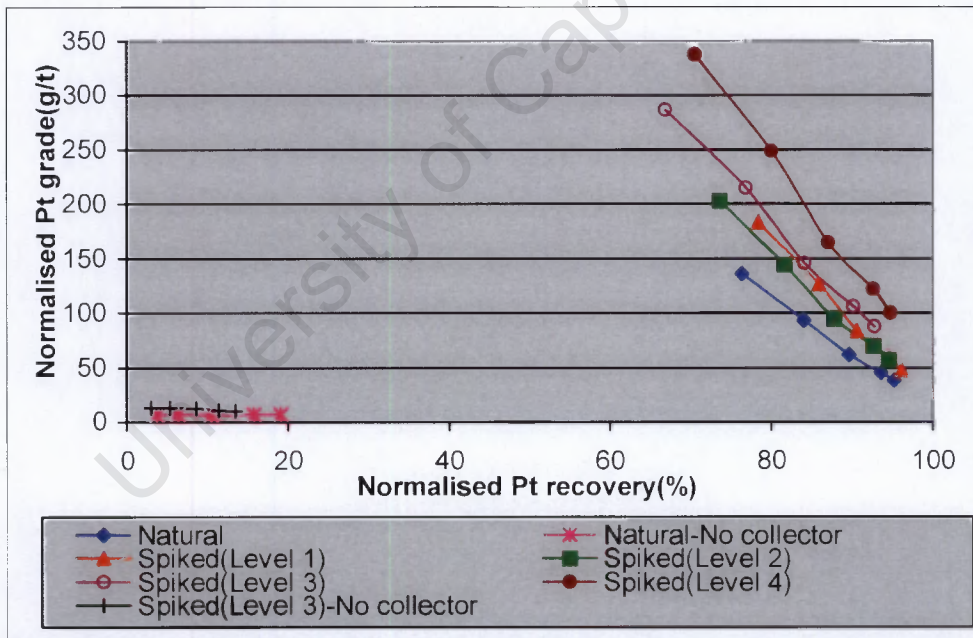 350
300
250
200
150
100
50
0
Normalised Pt grade(g/t)
0 20 40 60 80 100
Normalised Pt recovery(%)
University of Cap
Natural
Natural-No collector
Spiked(Level 1)
Spiked(Level 2)
Spiked(Level 3)
Spiked(Level 4)
Spiked(Level 3)-No collector